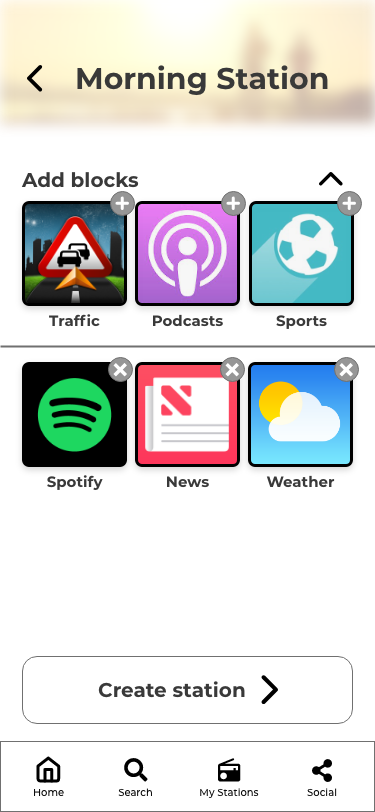 Morning Station
Add blocks
Traffic Podcasts Sports
Spotify News Weather
Create station
Home Search My Stations Social